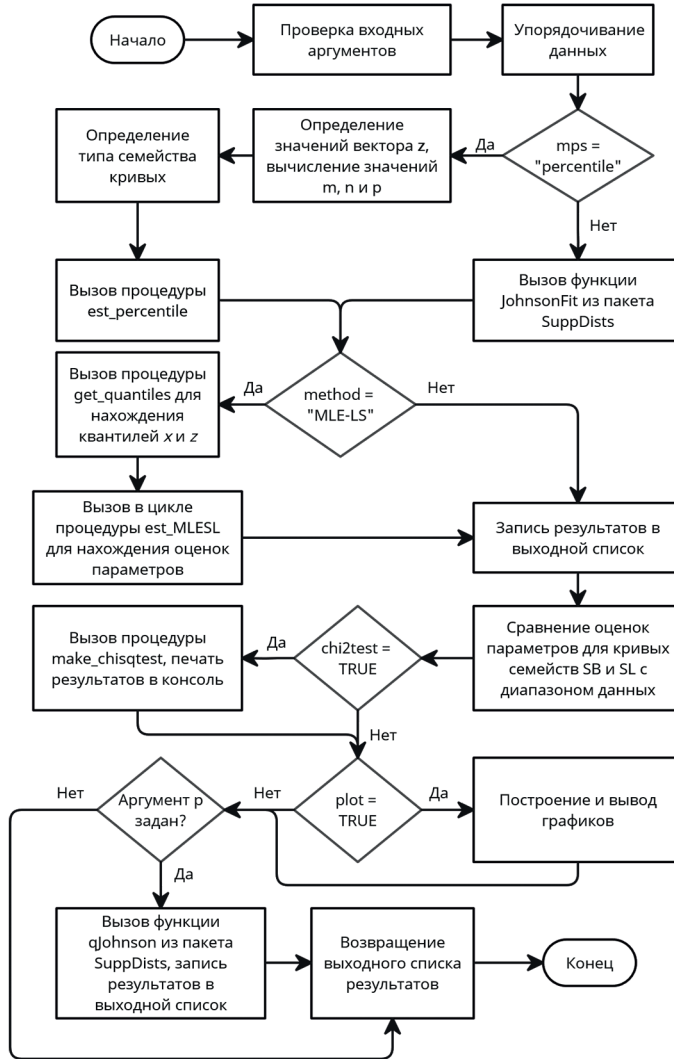 Начало
Проверка входных
аргументов
Упорядочивание
данных
mps =
"percentile"
Да
Нет
Определение
значений вектора z,
вычисление значений
m, n и p
Определение
типа семейства
кривых
Вызов процедуры
est_percentile
Вызов функции
JohnsonFit из пакета
SuppDists
method =
"MLE-LS"
Да
Нет
Вызов процедуры
get_quantiles для
нахождения
квантилей x и z
Вызов в цикле
процедуры est_MLESL
для нахождения оценок
параметров
Запись результатов в
выходной список
Сравнение оценок
параметров для кривых
семейств SB и SL с
диапазоном данных
chi2test =
TRUE
Да
Нет
Вызов процедуры
make_chisqtest, печать
результатов в консоль
plot =
TRUE
Да
Нет
Построение и вывод
графиков
Аргумент p
задан?
Нет
Да
Вызов функции
qJohnson из пакета
SuppDists, запись
результатов в
выходной список
Возвращение
выходного списка
результатов
Конец